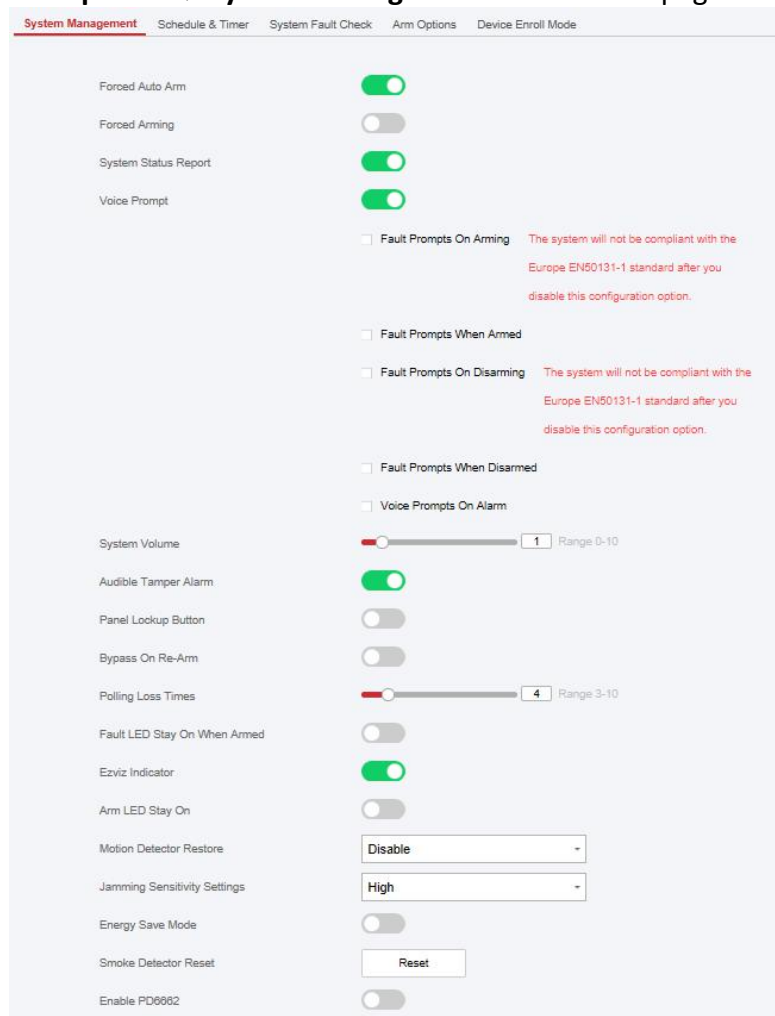 System Management Schedule & Timer System Fault Check Arm Options Device Enroll Mode
Forced Auto Arm
Forced Arming
System Status Report
Voice Prompt
Fault Prompts On Arming The system will not be compliant with the
Europe EN50131-1 standard after you
disable this configuration option.
Fault Prompts When Armed
Fault Prompts On Disarming The system will not be compliant with the
Europe EN50131-1 standard after you
disable this configuration option.
Fault Prompts When Disarmed
Voice Prompts On Alarm
System Volume 1 Range 0-10
Audible Tamper Alarm
Panel Lockup Button
Bypass On Re-Arm
Polling Loss Times 4 Range 3-10
Fault LED Stay On When Armed
Ezviz Indicator
Arm LED Stay On
Motion Detector Restore Disable
Jamming Sensitivity Settings High
Energy Save Mode
Smoke Detector Reset Reset
Enable PD6662